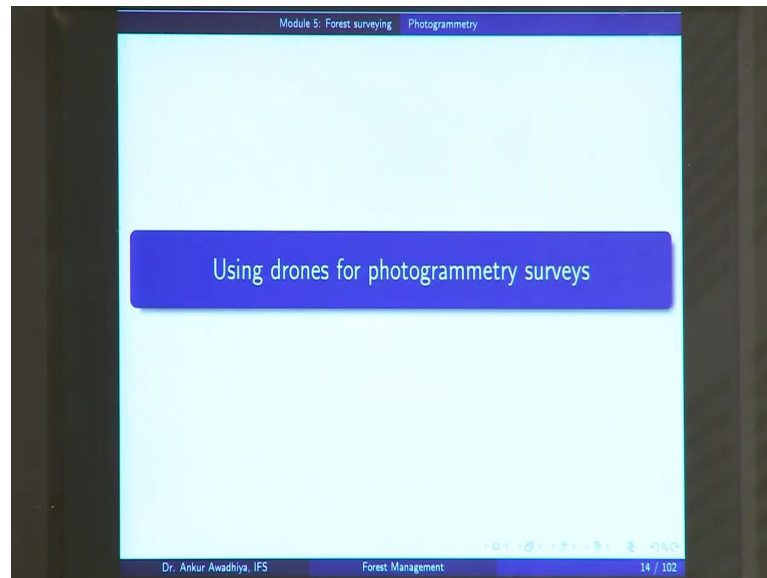 Module 5: Forest surveying Photogrammetry
Using drones for photogrammetry surveys
Dr. Ankur Awadhiya, IFS Forest Management 14 / 102